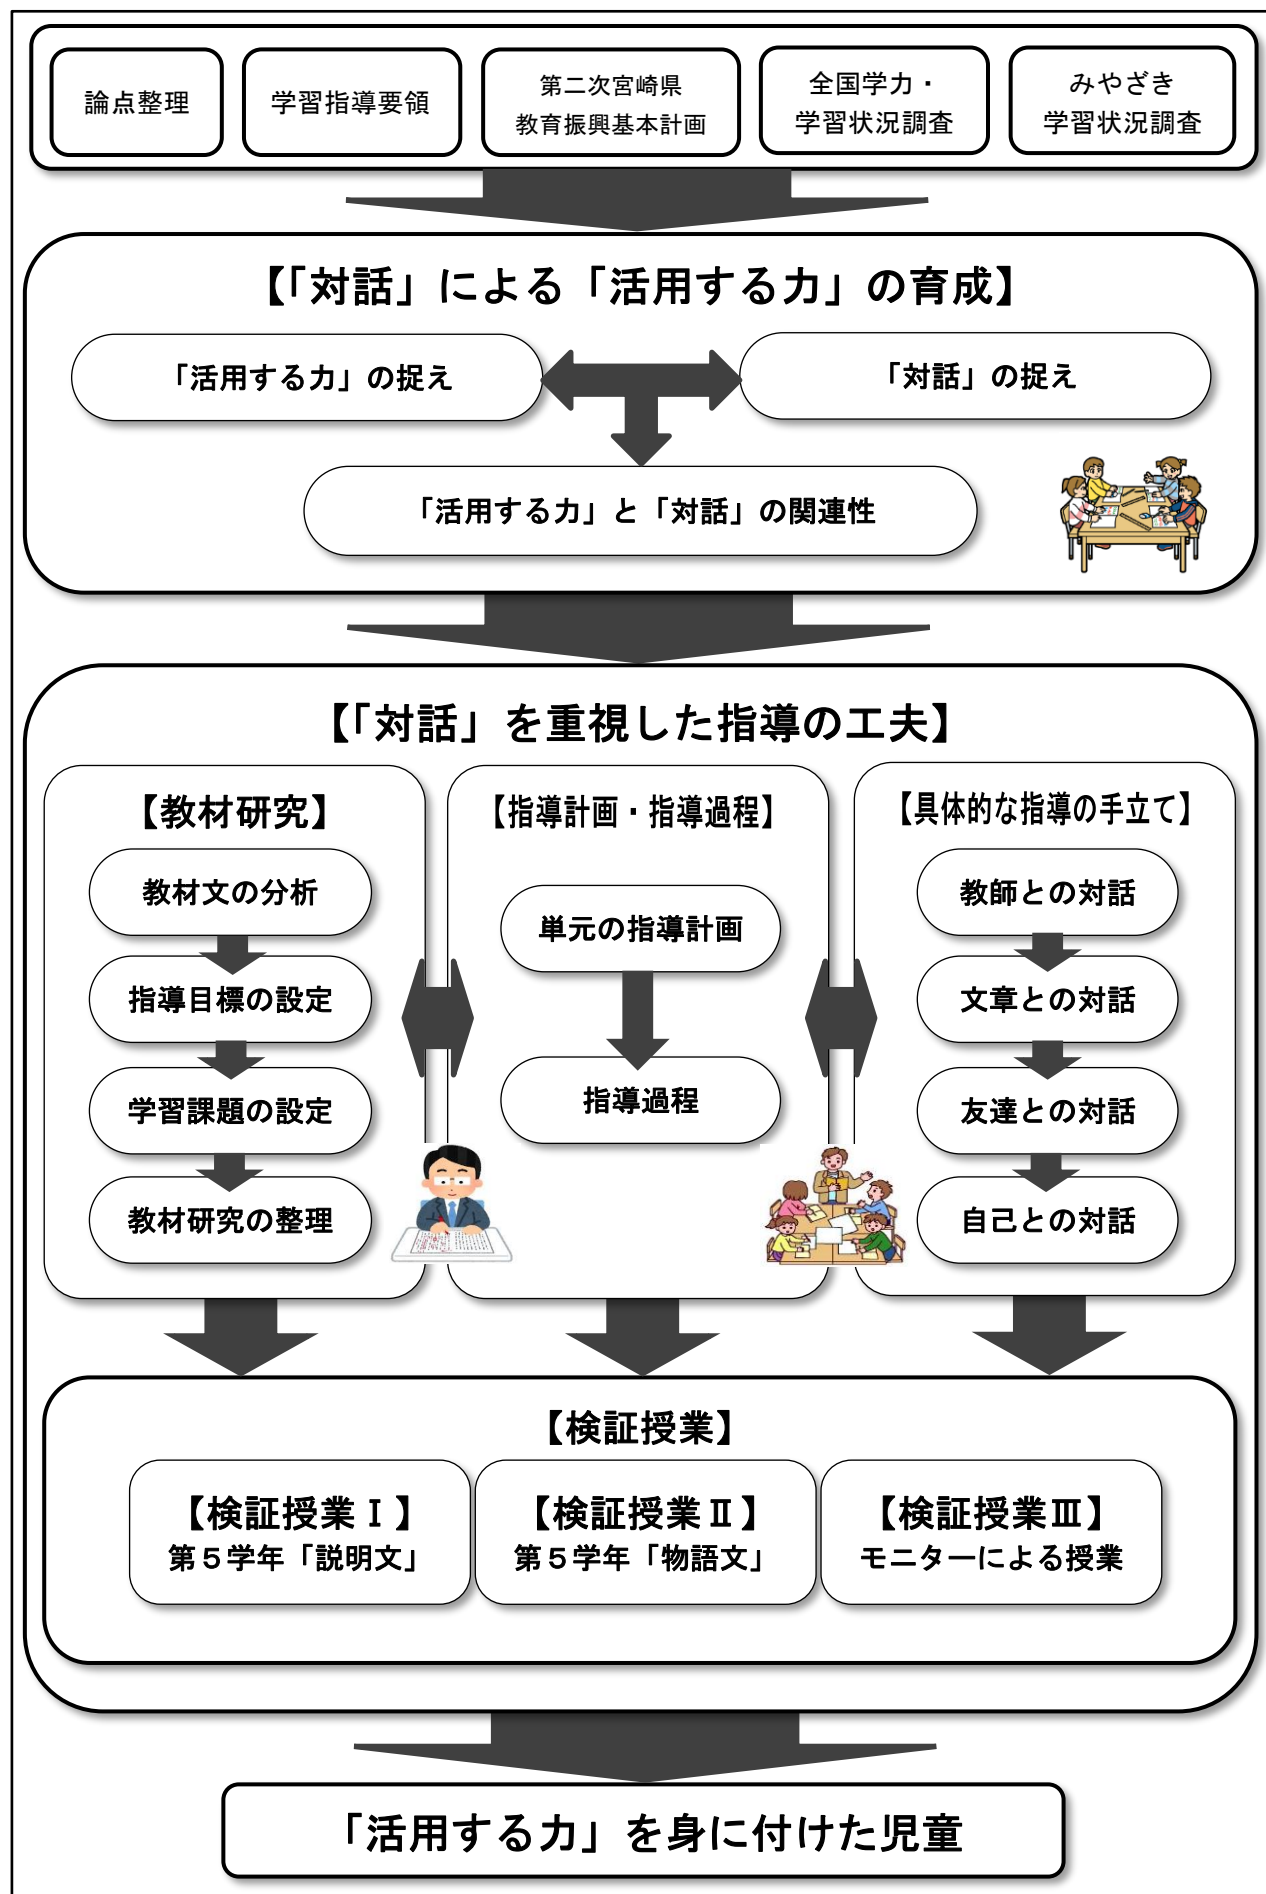 論点整理
学習指導要領
第二次宮崎県
教育振興基本計画
全国学力・
学習状況調査
みやざき
学習状況調査
【「対話」による「活用する力」の育成】
「活用する力」の捉え
「対話」の捉え
「活用する力」と「対話」の関連性
【「対話」を重視した指導の工夫】
【教材研究】
教材文の分析
指導目標の設定
学習課題の設定
教材研究の整理
【指導計画・指導過程】
単元の指導計画
指導過程
【具体的な指導の手立て】
教師との対話
文章との対話
友達との対話
自己との対話
【検証授業】
【検証授業Ⅰ】
第５学年「説明文」
【検証授業Ⅱ】
第５学年「物語文」
【検証授業Ⅲ】
モニターによる授業
「活用する力」を身に付けた児童